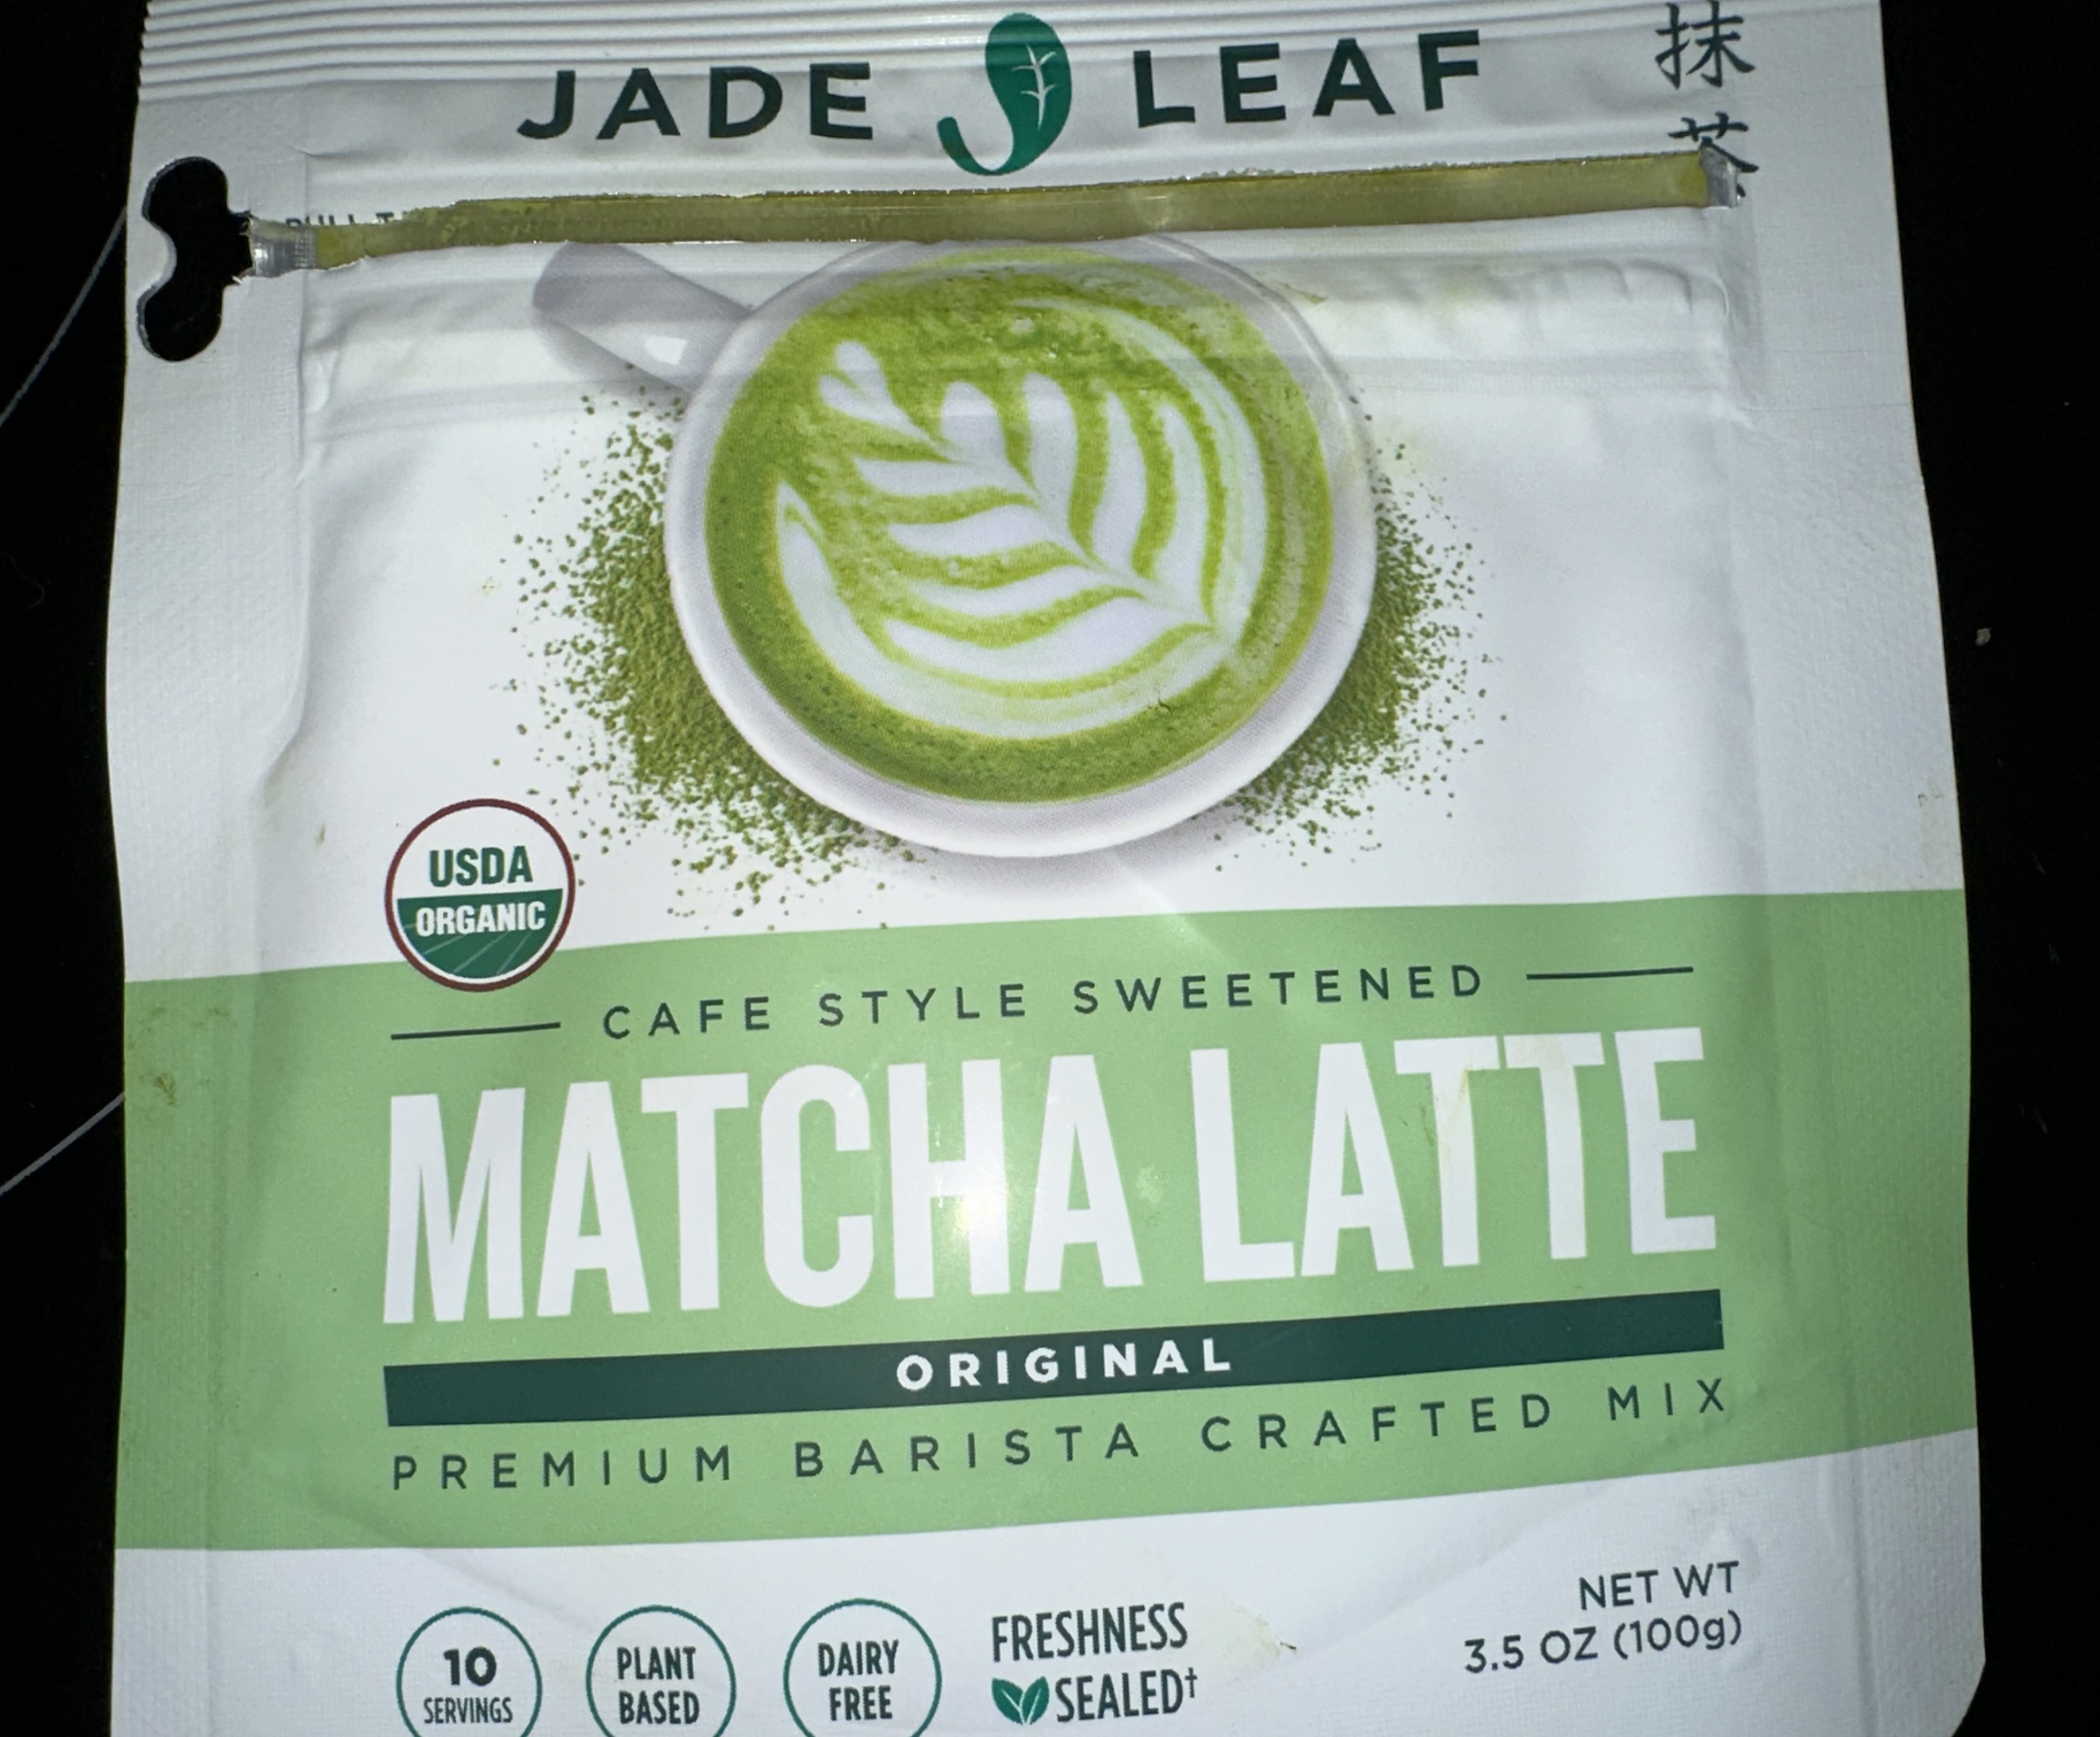 JADE LEAF
抹
茶
USDA
ORGANIC
CAFE STYLE SWEETENED
MATCHA LATTE
ORIGINAL
PREMIUM BARISTA CRAFTED MIX
10
SERVINGS
PLANT
BASED
DAIRY
FREE
FRESHNESS
SEALED†
NET WT
3.5 OZ (100g)